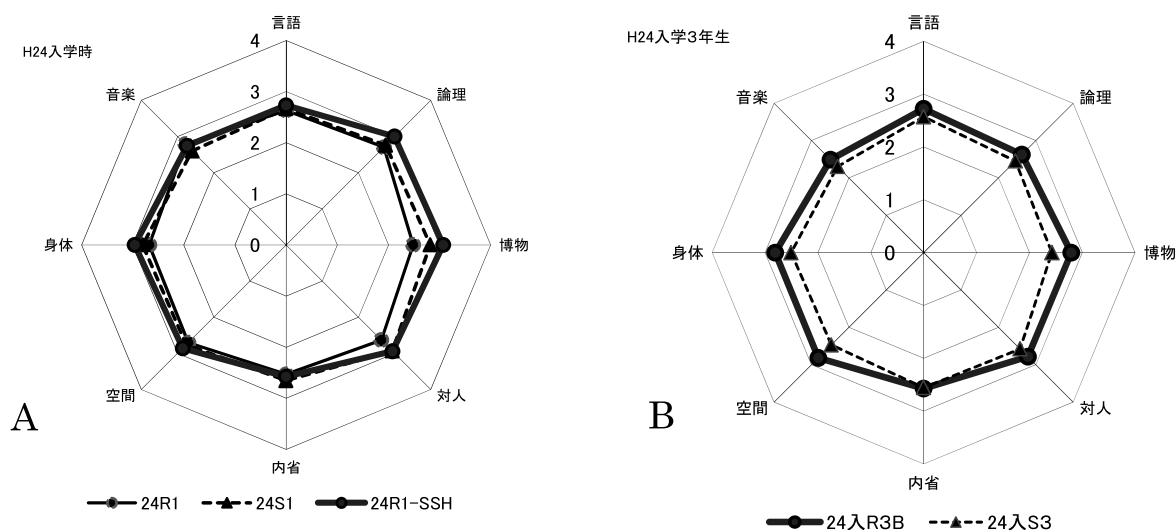 H24入学時
言語
4
3
2
1
0
論理
博物
対人
内省
空間
身体
音楽
A
24R1
24S1
24R1-SSH
H24入学3年生
言語
4
3
2
1
0
論理
博物
対人
内省
空間
身体
音楽
B
24入R3B
24入S3